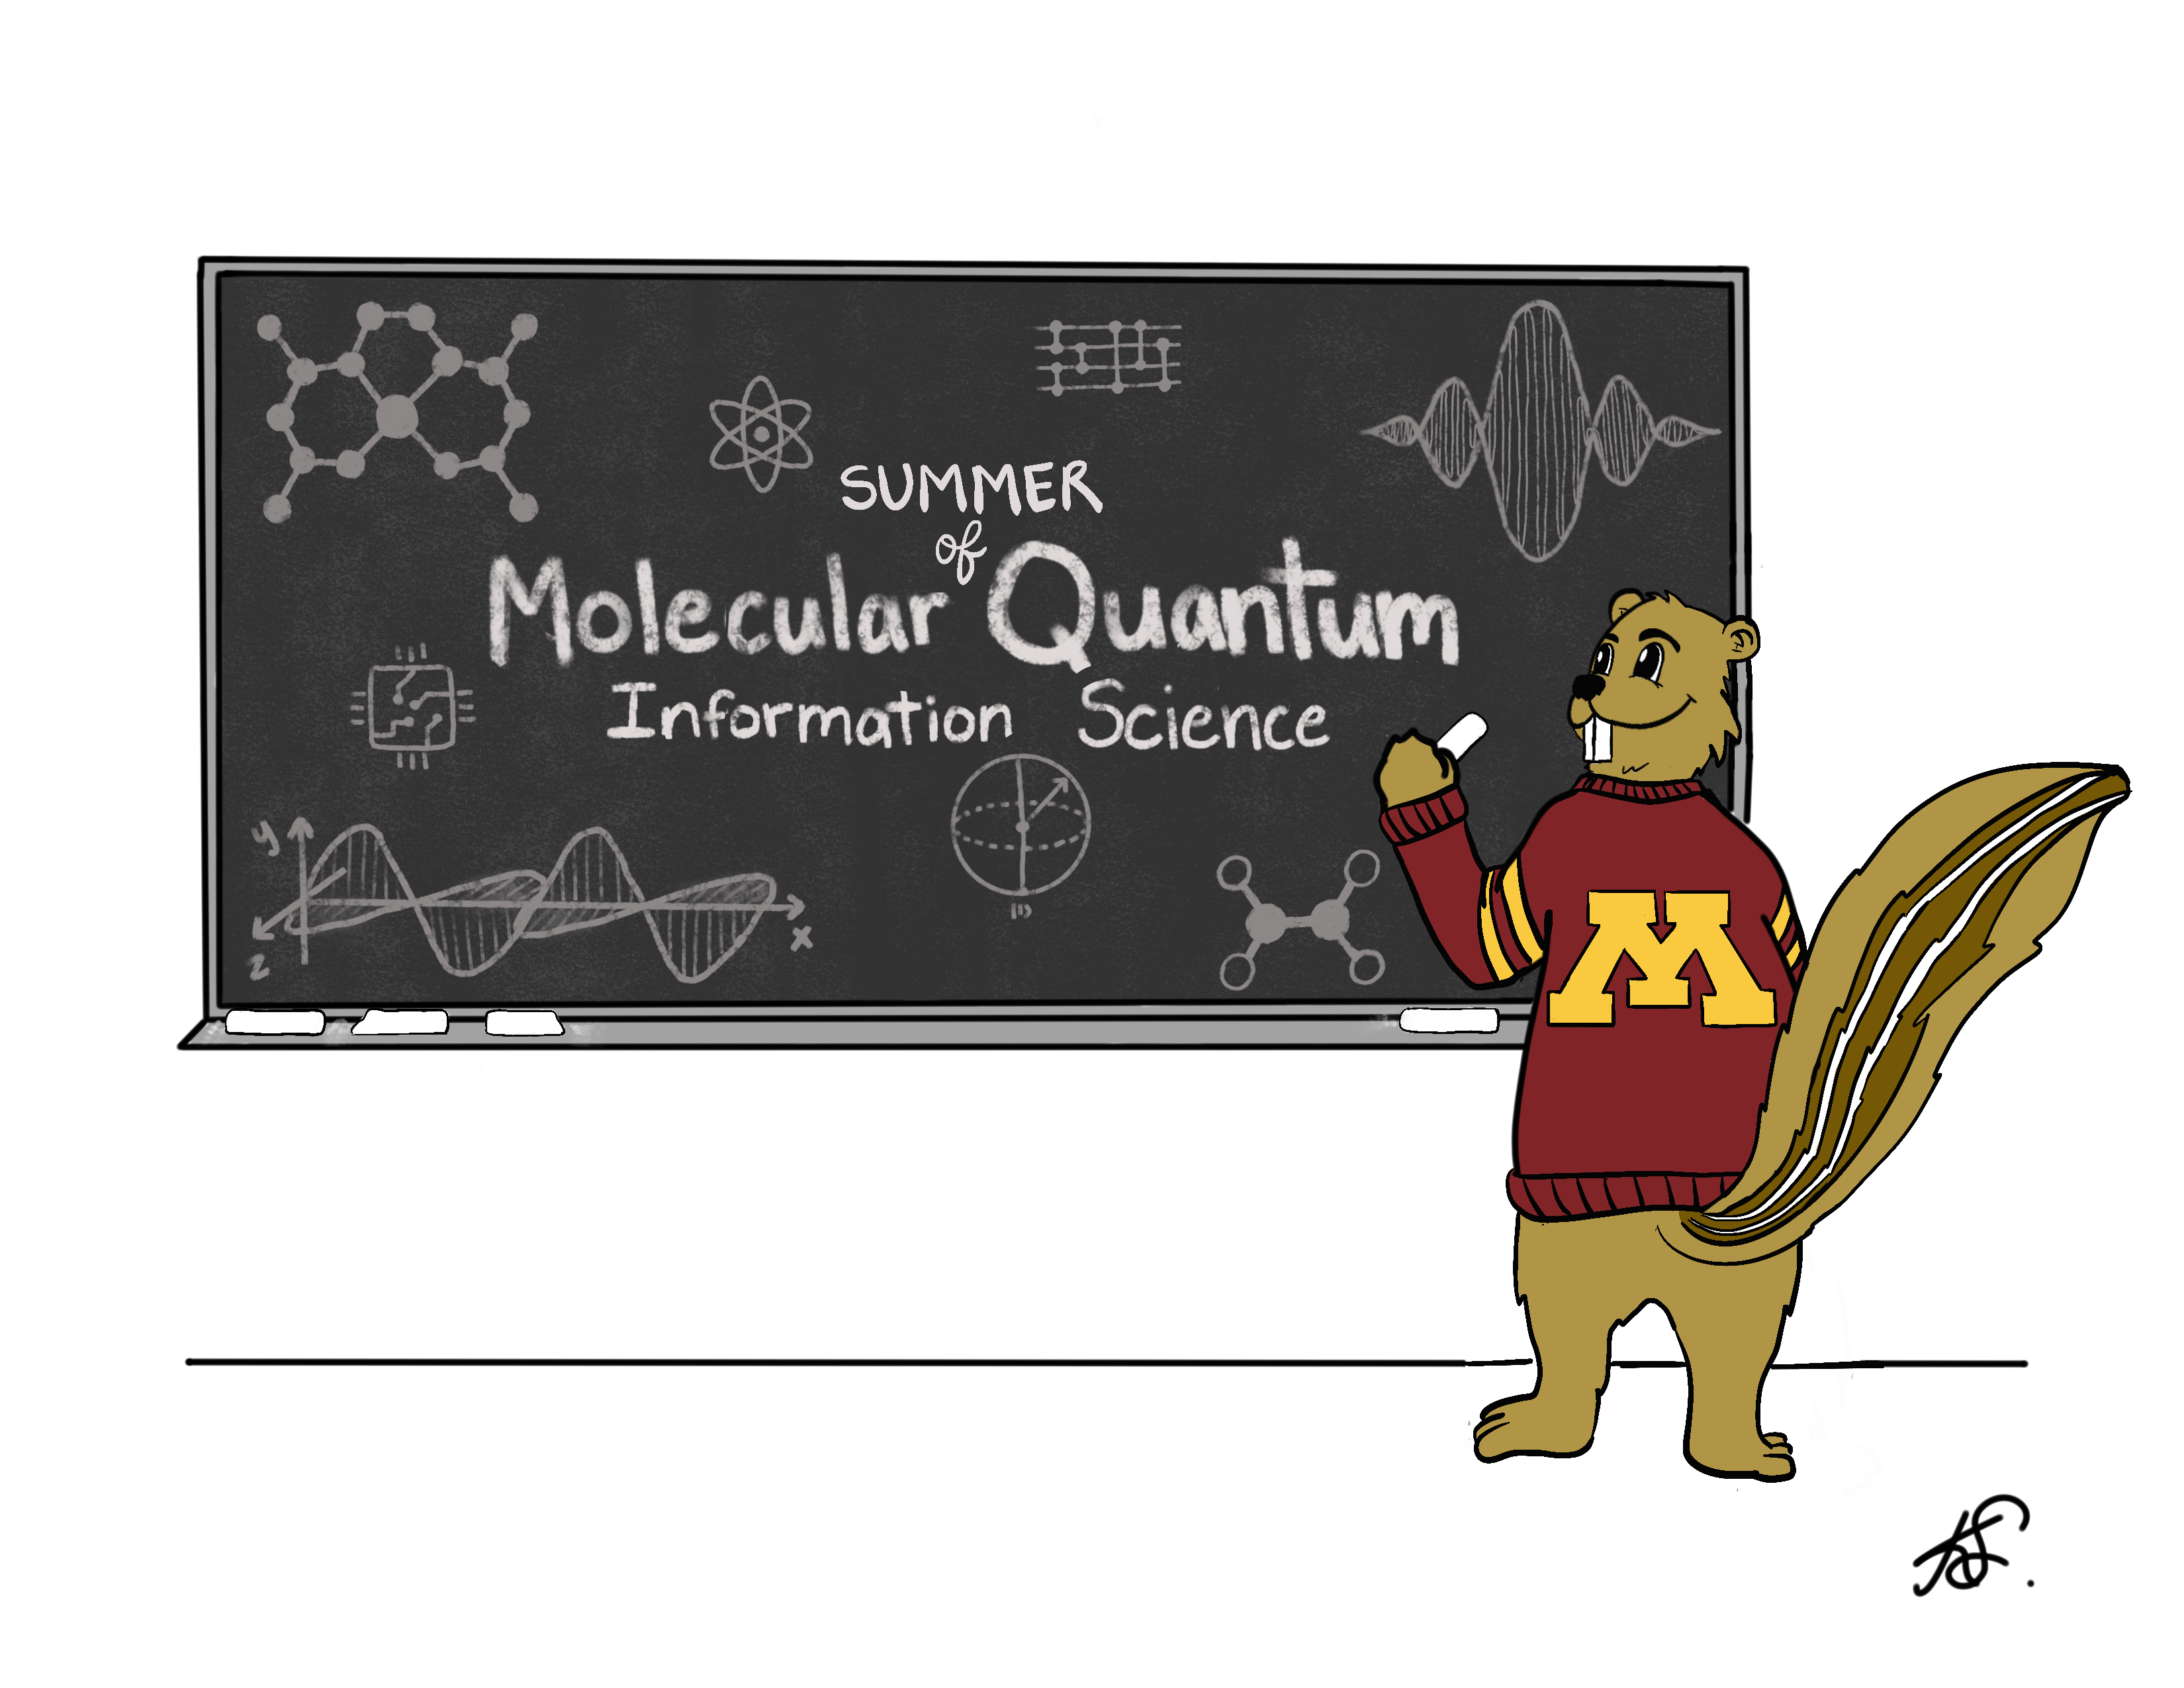 SUMMER
of
Molecular Quantum
Information Science
y
z
x
M